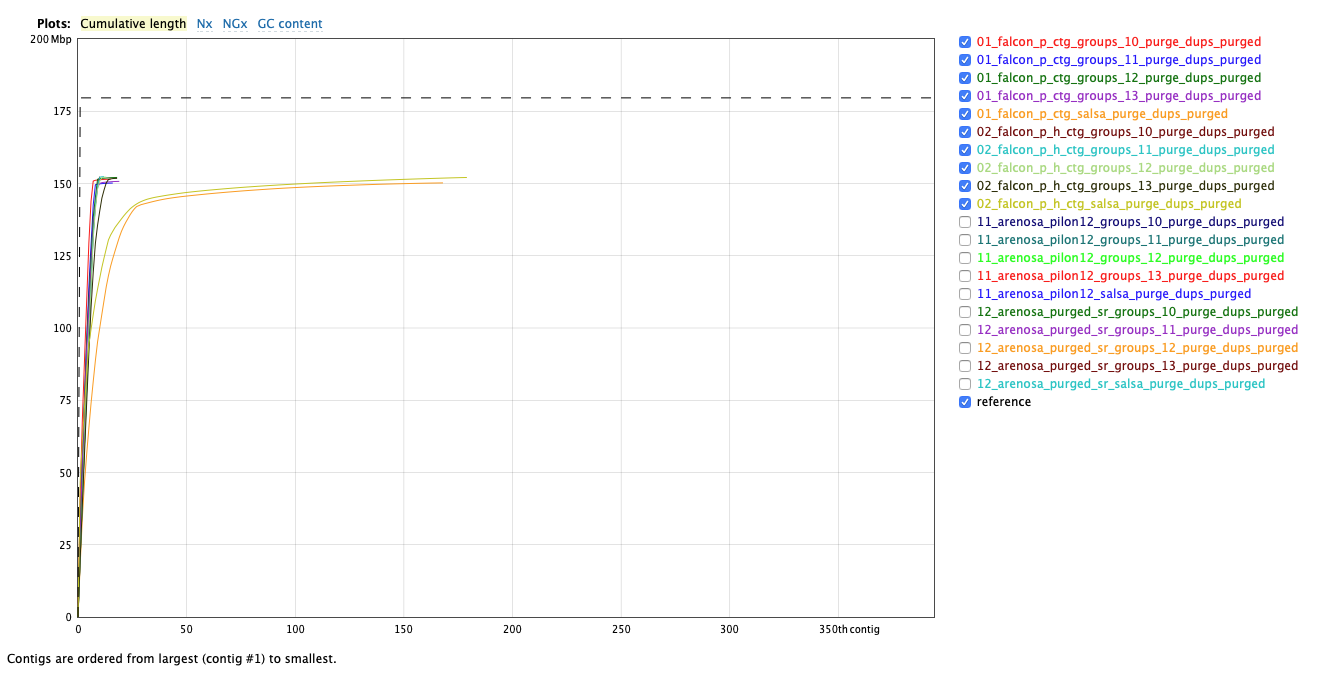 Plots: Cumulative length Nx NGx GC content
200 Mbp
175
150
125
100
75
50
25
0
0 50 100 150 200 250 300 350th contig
01_falcon_p_ctg_groups_10_purge_dups_purged
01_falcon_p_ctg_groups_11_purge_dups_purged
01_falcon_p_ctg_groups_12_purge_dups_purged
01_falcon_p_ctg_groups_13_purge_dups_purged
01_falcon_p_ctg_salsa_purge_dups_purged
02_falcon_p_h_ctg_groups_10_purge_dups_purged
02_falcon_p_h_ctg_groups_11_purge_dups_purged
02_falcon_p_h_ctg_groups_12_purge_dups_purged
02_falcon_p_h_ctg_groups_13_purge_dups_purged
02_falcon_p_h_ctg_salsa_purge_dups_purged
11_arenosa_pilon12_groups_10_purge_dups_purged
11_arenosa_pilon12_groups_11_purge_dups_purged
11_arenosa_pilon12_groups_12_purge_dups_purged
11_arenosa_pilon12_groups_13_purge_dups_purged
11_arenosa_pilon12_salsa_purge_dups_purged
12_arenosa_purged_sr_groups_10_purge_dups_purged
12_arenosa_purged_sr_groups_11_purge_dups_purged
12_arenosa_purged_sr_groups_12_purge_dups_purged
12_arenosa_purged_sr_groups_13_purge_dups_purged
12_arenosa_purged_sr_salsa_purge_dups_purged
reference
Contigs are ordered from largest (contig #1) to smallest.